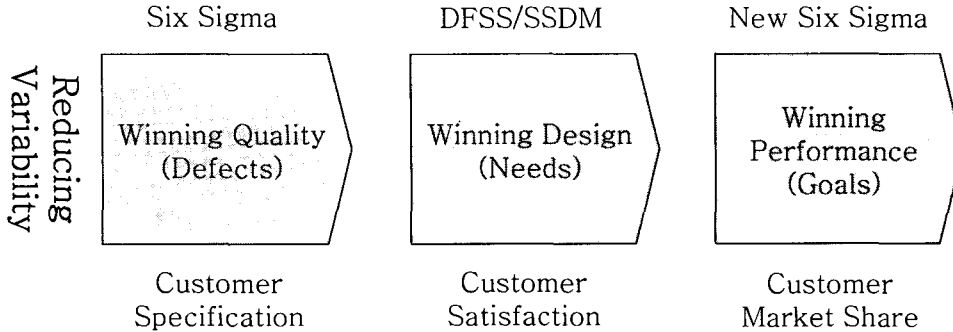 Six Sigma
DFSS/SSDM
New Six Sigma
Reducing
Variability
Winning Quality
(Defects)
Winning Design
(Needs)
Winning
Performance
(Goals)
Customer
Specification
Customer
Satisfaction
Customer
Market Share